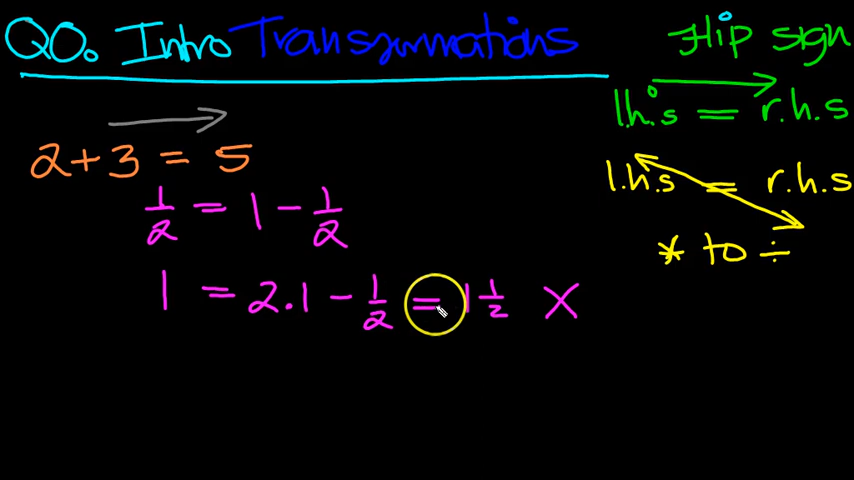 QO. Intro Transformations
Flip sign
l.h.s = r.h.s
2+3 = 5
l.h.s = r.h.s
* to ÷
1/2 = 1 - 1/2
1 = 2.1 - 1/2 = 1 1/2 X